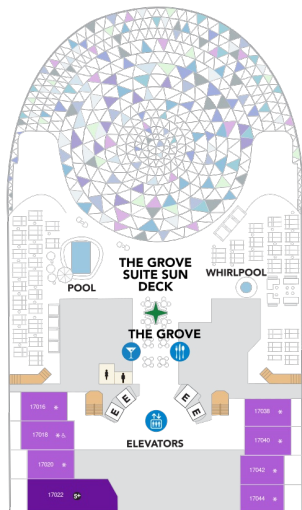 THE GROVE
SUITE SUN
DECK
WHIRLPOOL
POOL
THE GROVE
E
E
E
E
ELEVATORS
17016
17018
17020
17022
17038
17040
17042
17044